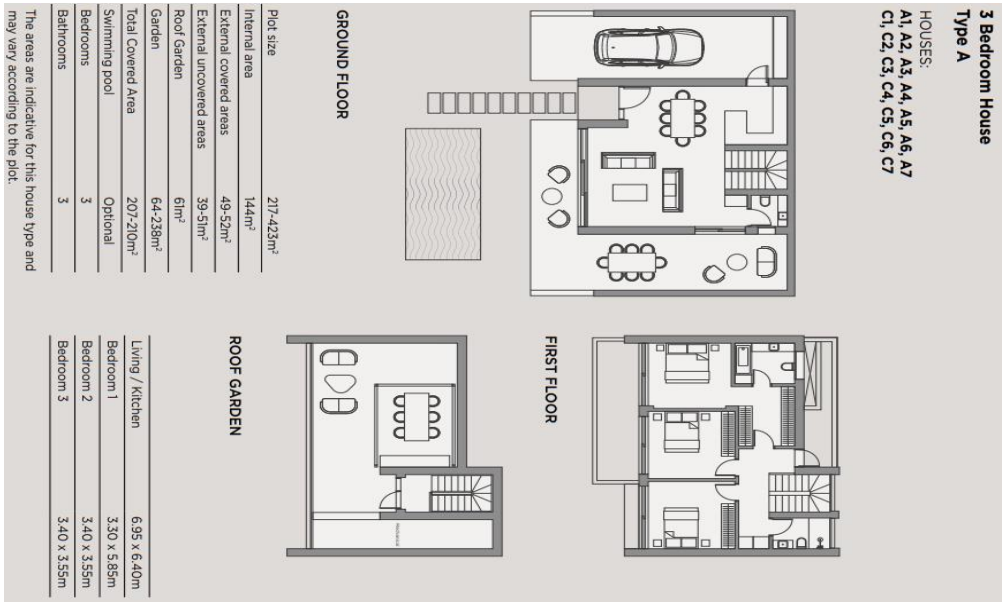 3 Bedroom House
Type A
HOUSES:
A1, A2, A3, A4, A5, A6, A7
C1, C2, C3, C4, C5, C6, C7
GROUND FLOOR
FIRST FLOOR
Plot size 217-423m²
Internal area 144m²
External covered areas 49-52m²
External uncovered areas 39-51m²
Roof Garden 61m²
Garden 64-238m²
Total Covered Area 207-210m²
Swimming pool Optional
Bedrooms 3
Bathrooms 3
The areas are indicative for this house type and
may vary according to the plot.
ROOF GARDEN
Mechanical
Living / Kitchen 6.95 x 6.40m
Bedroom 1 3.30 x 5.85m
Bedroom 2 3.40 x 3.55m
Bedroom 3 3.40 x 3.55m